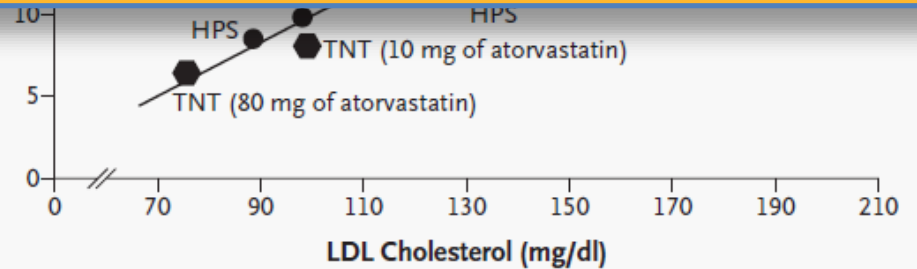 10
HPS
HPS
TNT (10 mg of atorvastatin)
5
TNT (80 mg of atorvastatin)
0
0 70 90 110 130 150 170 190 210
LDL Cholesterol (mg/dl)